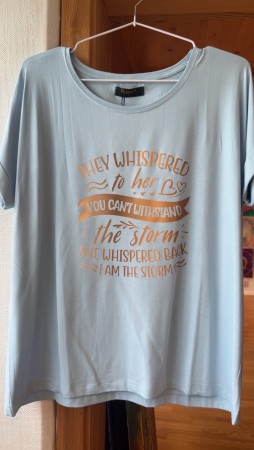 THEY WHISPERED
to her
YOU CAN'T WITHSTAND
the storm
SHE WHISPERED BACK
I AM THE STORM